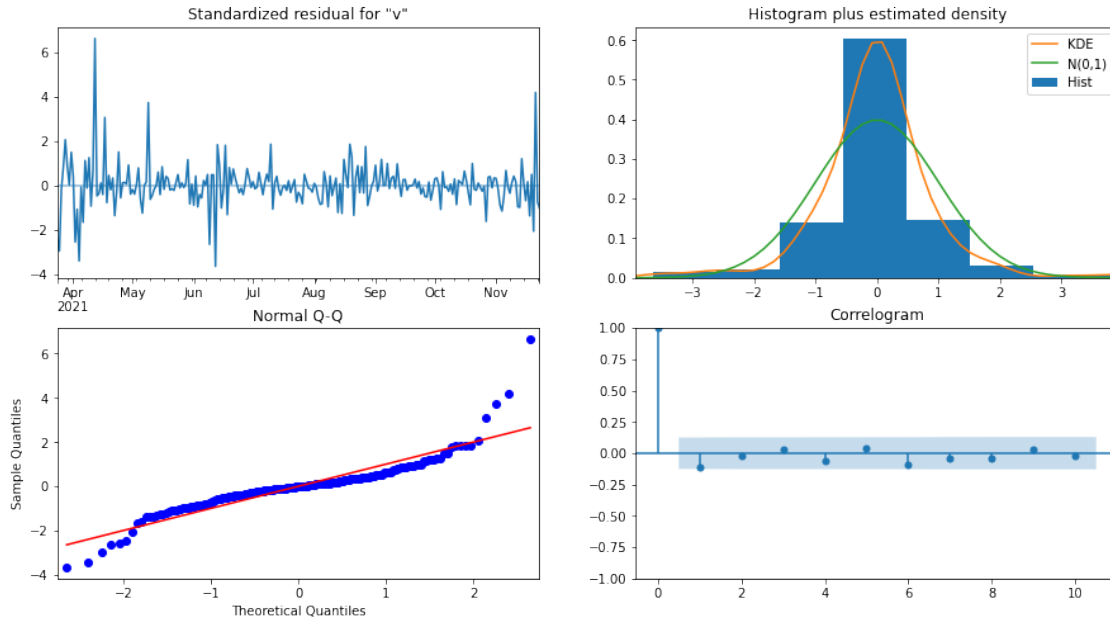 Standardized residual for "v"
6
4
2
0
−2
−4
Apr May Jun Jul Aug Sep Oct Nov
2021
Histogram plus estimated density
KDE
N(0,1)
Hist
0.6
0.5
0.4
0.3
0.2
0.1
0.0
−3 −2 −1 0 1 2 3
Normal Q-Q
Sample Quantiles
6
4
2
0
−2
−4
−2 −1 0 1 2
Theoretical Quantiles
Correlogram
1.00
0.75
0.50
0.25
0.00
−0.25
−0.50
−0.75
−1.00
0 2 4 6 8 10